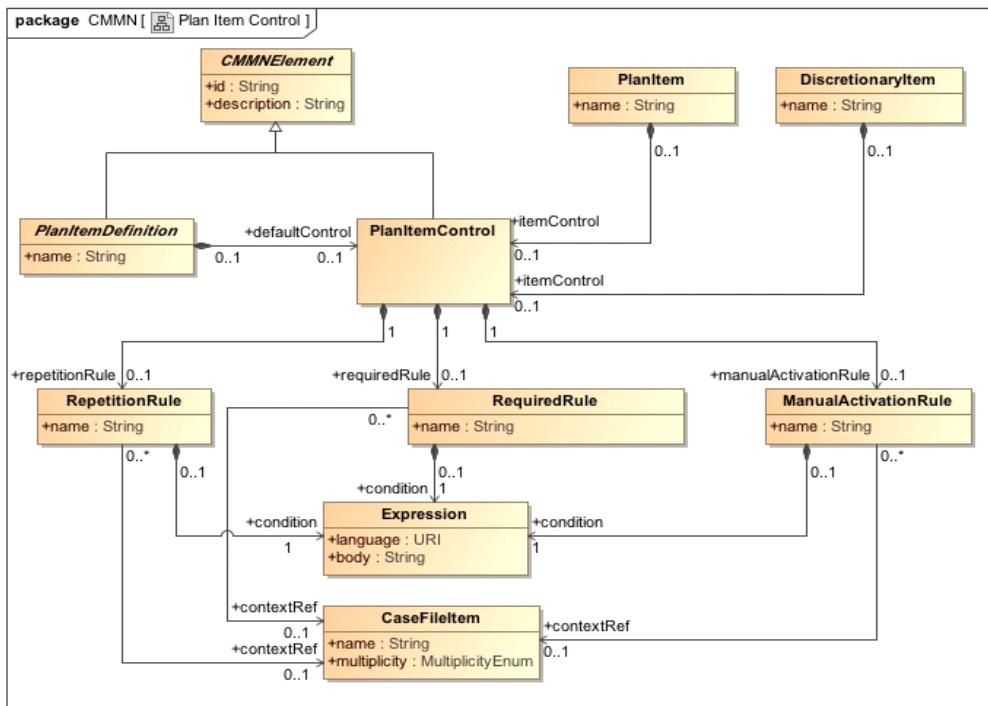 package CMMN [ Plan Item Control ]
CMMNElement
+id : String
+description : String
PlanItem
+name : String
DiscretionaryItem
+name : String
0..1
0..1
PlanItemDefinition
+name : String
+defaultControl
0..1
0..1
PlanItemControl
+itemControl
0..1
+itemControl
0..1
1
1
1
+repetitionRule
0..1
+requiredRule
0..1
+manualActivationRule
0..1
RepetitionRule
+name : String
RequiredRule
+name : String
ManualActivationRule
+name : String
0..*
0..*
0..1
0..1
0..1
0..*
+condition
1
+condition
1
+condition
1
Expression
+language : URI
+body : String
+contextRef
0..1
+contextRef
0..1
CaseFileItem
+name : String
+multiplicity : MultiplicityEnum
+contextRef
0..1